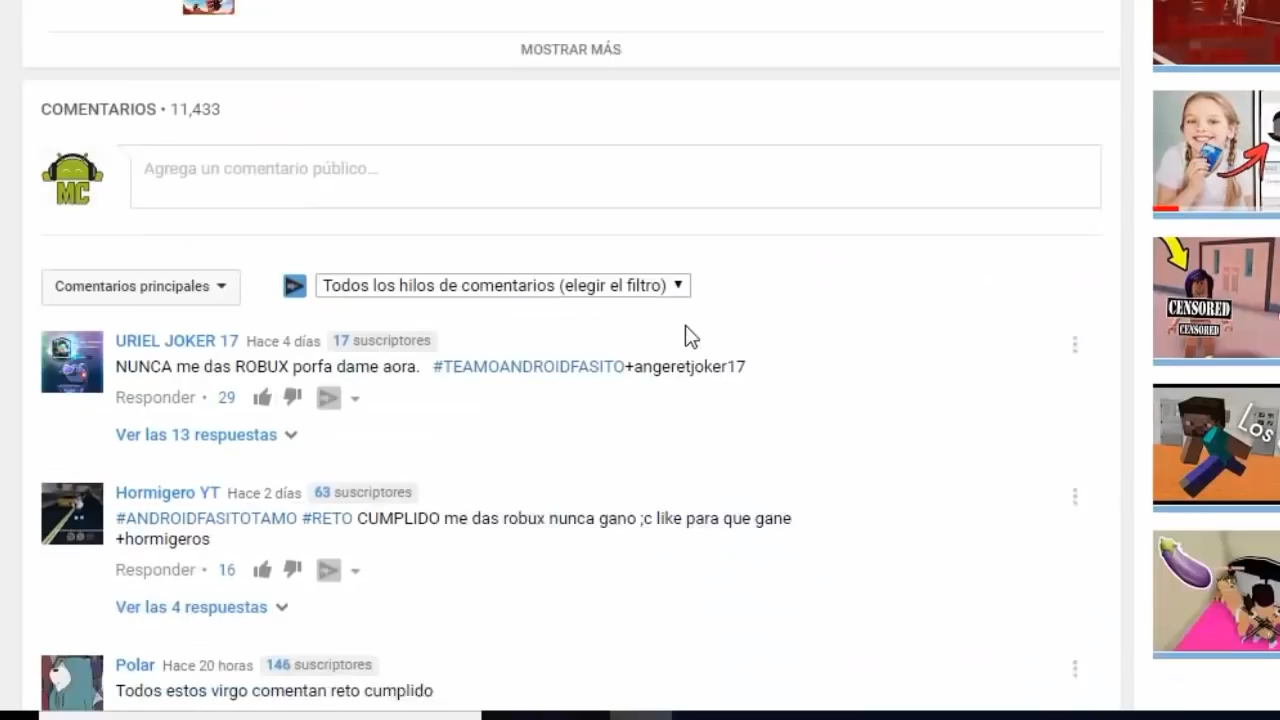 MOSTRAR MÁS
COMENTARIOS • 11,433
MC
Agrega un comentario público...
Comentarios principales
Todos los hilos de comentarios (elegir el filtro)
URIEL JOKER 17 Hace 4 días 17 suscriptores
NUNCA me das ROBUX porfa dame aora. #TEAMOANDROIDFASITO+angeretjoker17
Responder • 29
Ver las 13 respuestas
Hormigero YT Hace 2 días 63 suscriptores
#ANDROIDFASITOTAMO #RETO CUMPLIDO me das robux nunca gano ;c like para que gane
+hormigeros
Responder • 16
Ver las 4 respuestas
Polar Hace 20 horas 146 suscriptores
Todos estos virgo comentan reto cumplido
CENSORED
CENSORED
Los